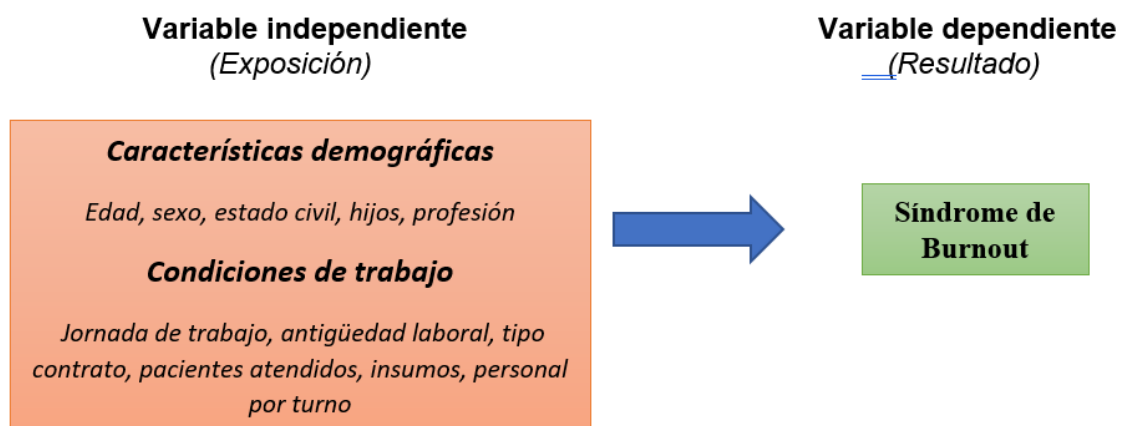 Variable independiente
(Exposición)
Características demográficas
Edad, sexo, estado civil, hijos, profesión
Condiciones de trabajo
Jornada de trabajo, antigüedad laboral, tipo
contrato, pacientes atendidos, insumos, personal
por turno
Variable dependiente
(Resultado)
Síndrome de
Burnout